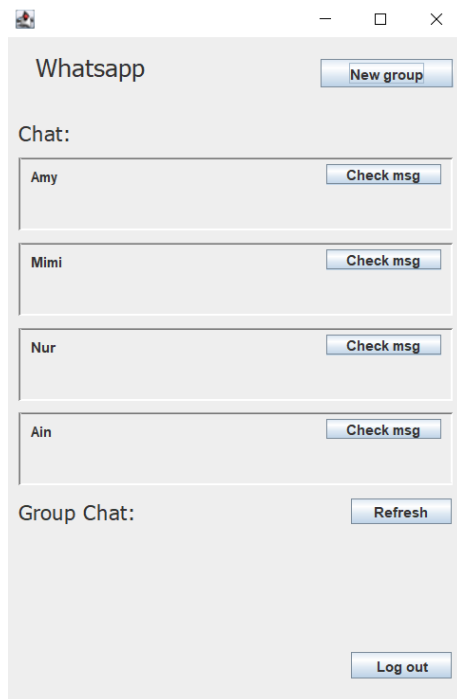 Whatsapp
New group
Chat:
Amy
Check msg
Mimi
Check msg
Nur
Check msg
Ain
Check msg
Group Chat:
Refresh
Log out